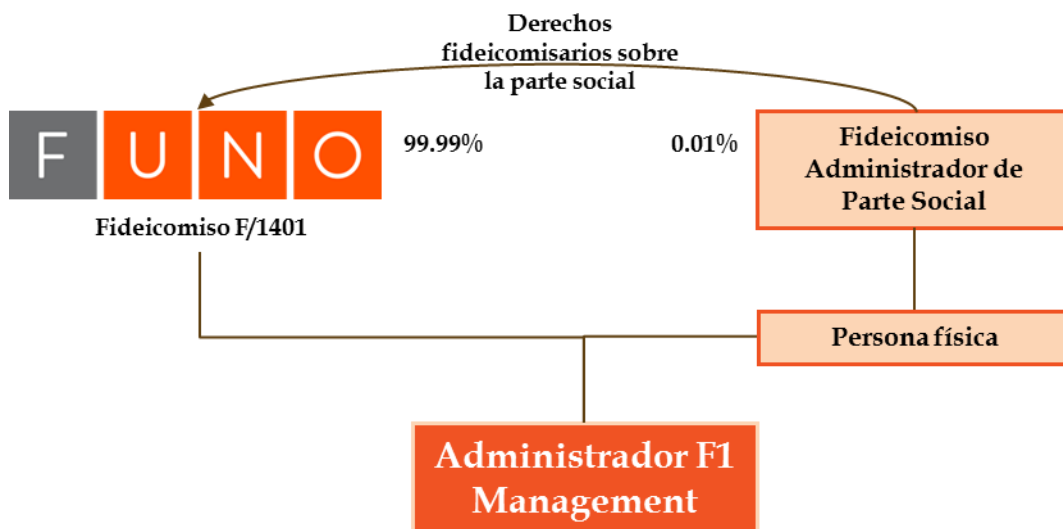 Derechos
fideicomisarios sobre
la parte social
FUNO
99.99%
0.01%
Fideicomiso
Administrador de
Parte Social
Fideicomiso F/1401
Persona física
Administrador F1
Management